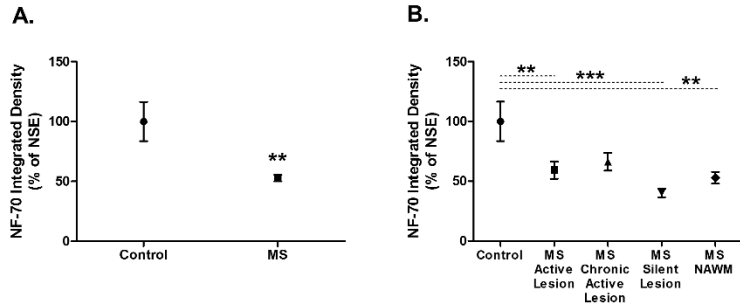 A.
NF-70 Integrated Density
(% of NSE)
150
100
50
0
**
Control
MS
B.
NF-70 Integrated Density
(% of NSE)
150
100
50
0
**
***
**
Control
MS
Active
Lesion
MS
Chronic
Active
Lesion
MS
Silent
Lesion
MS
NAWM